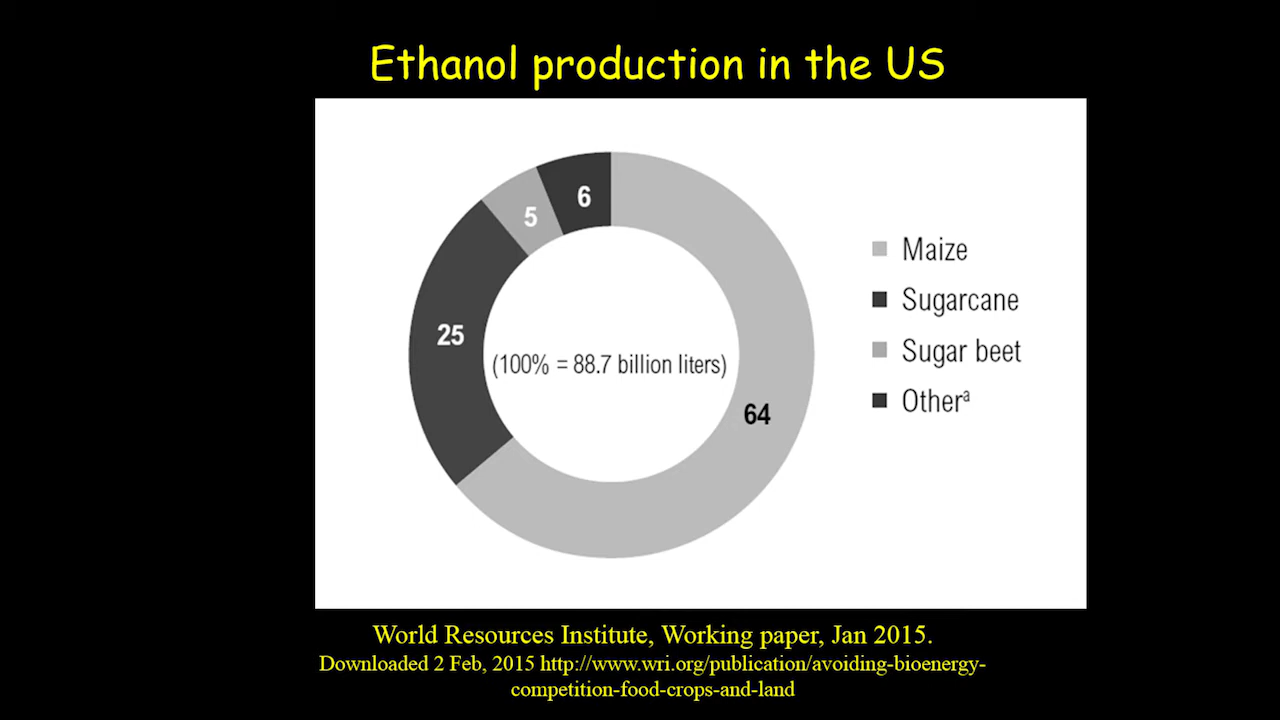 Ethanol production in the US
6
5
25
(100% = 88.7 billion liters)
64
Maize
Sugarcane
Sugar beet
Otherª
World Resources Institute, Working paper, Jan 2015.
Downloaded 2 Feb, 2015 http://www.wri.org/publication/avoiding-bioenergy-
competition-food-crops-and-land